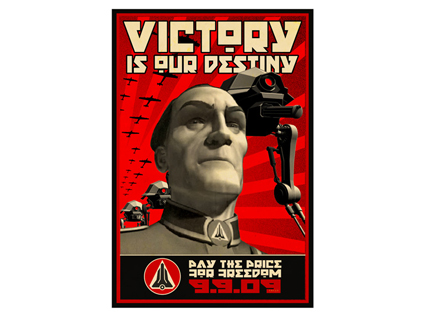 VICTORY
IS OUR DESTINY
PAY THE PRICE
FOR FREEDOM
9.9.09